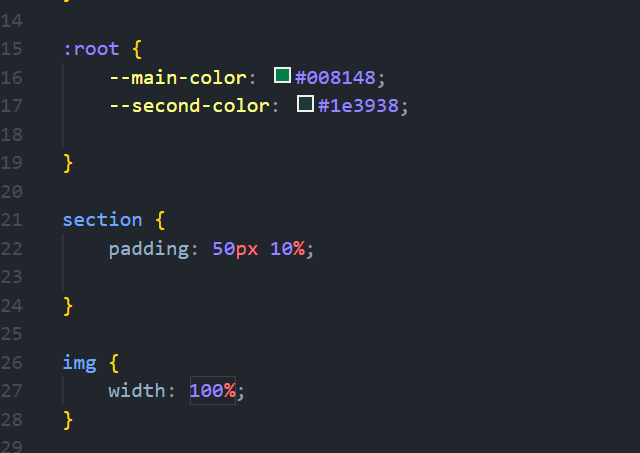 }
14
15 :root {
16 --main-color: #008148;
17 --second-color: #1e3938;
18
19 }
20
21 section {
22 padding: 50px 10%;
23
24 }
25
26 img {
27 width: 100%;
28 }
29